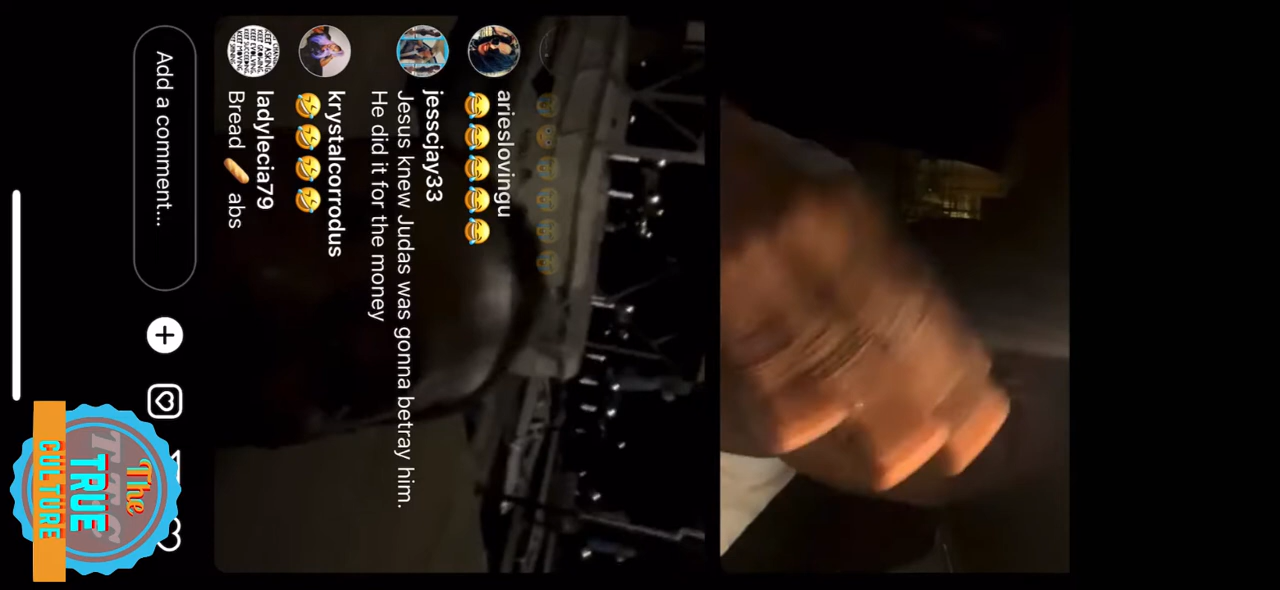 arieslovingu
😂😂😂😂😂
jesscjay33
Jesus knew Judas was gonna betray him.
He did it for the money
krystalcorrodus
🤣🤣🤣🤣
ladylecia79
Bread 🥖 abs
Add a comment...
The
TRUE
CULTURE